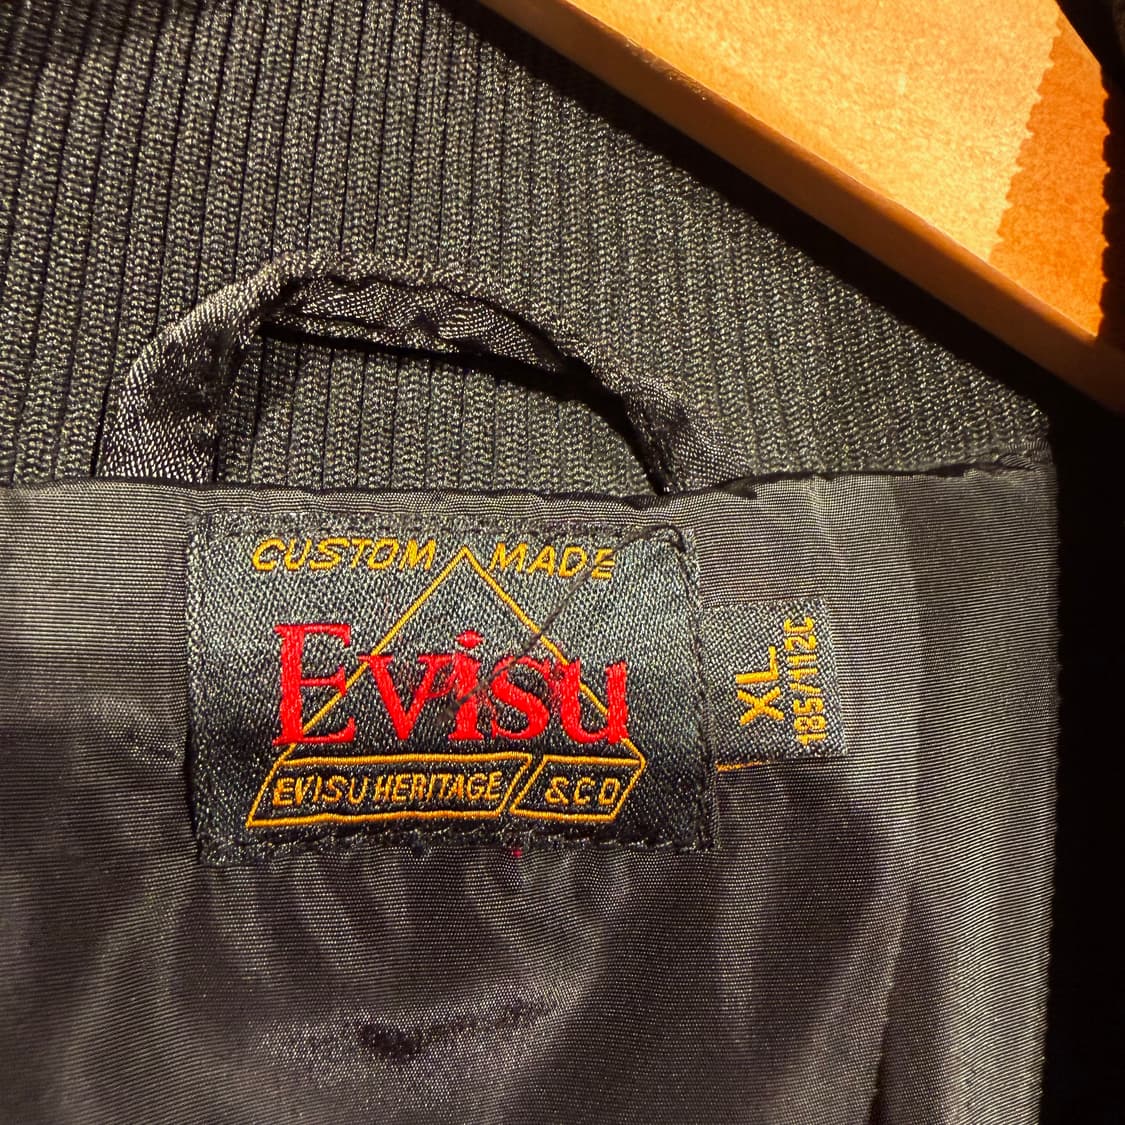 CUSTOM MADE
Evisu
EVISU HERITAGE &CO
XL
185/112C